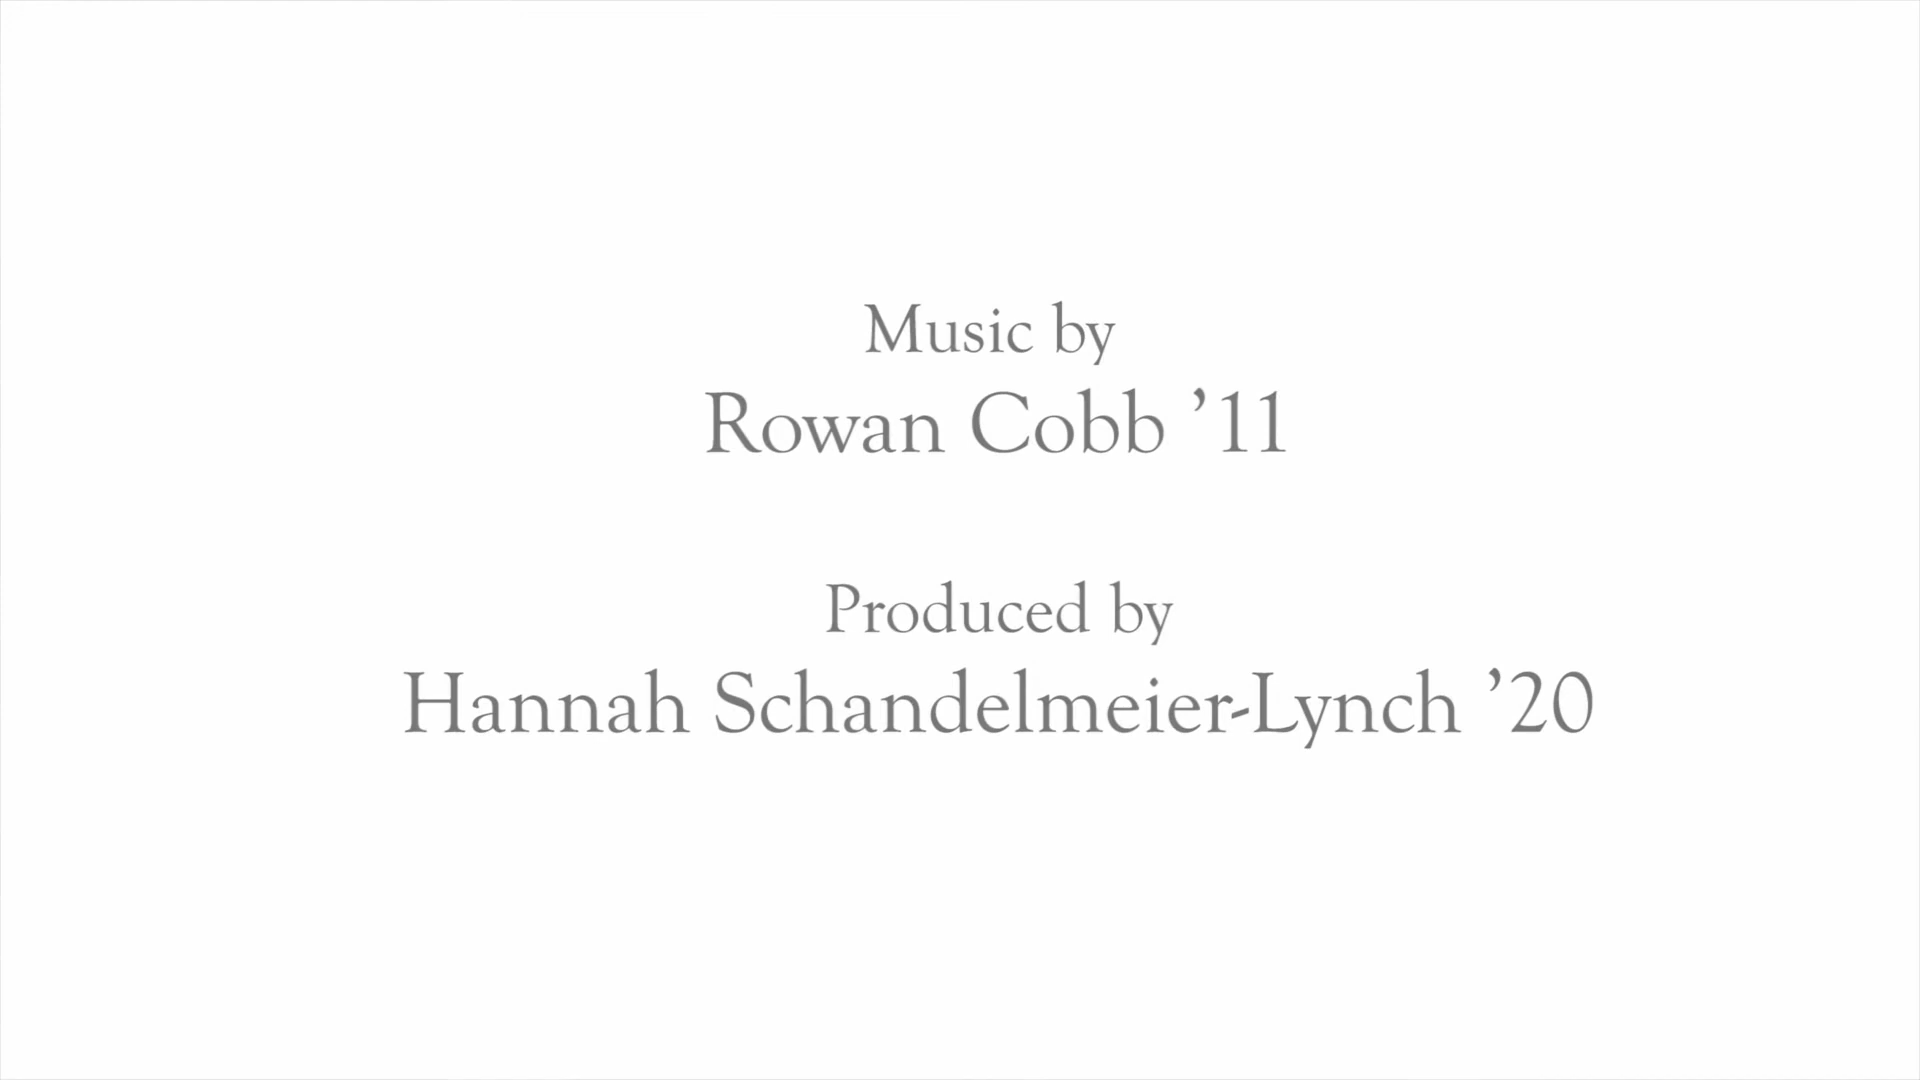 Music by
Rowan Cobb ’11
Produced by
Hannah Schandelmeier-Lynch ’20